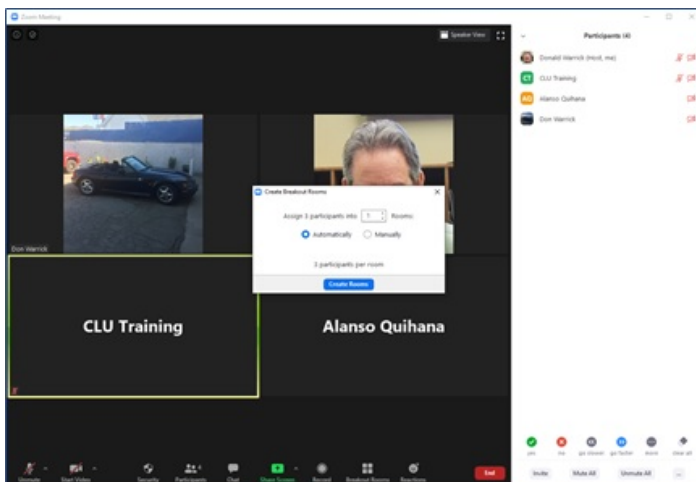 Zoom Meeting
Speaker View
Don Warrick
CLU Training
Alanso Quihana
Create Breakout Rooms
Assign 3 participants into 1 Rooms:
Automatically Manually
3 participants per room
Create Rooms
Participants (4)
Donald Warrick (Host, me)
CT CLU Training
AQ Alanso Quihana
Don Warrick
yes no go slower go faster more clear all
Invite Mute All Unmute All ...
Unmute Start Video Security Participants 4 Chat Share Screen Record Breakout Rooms Reactions End